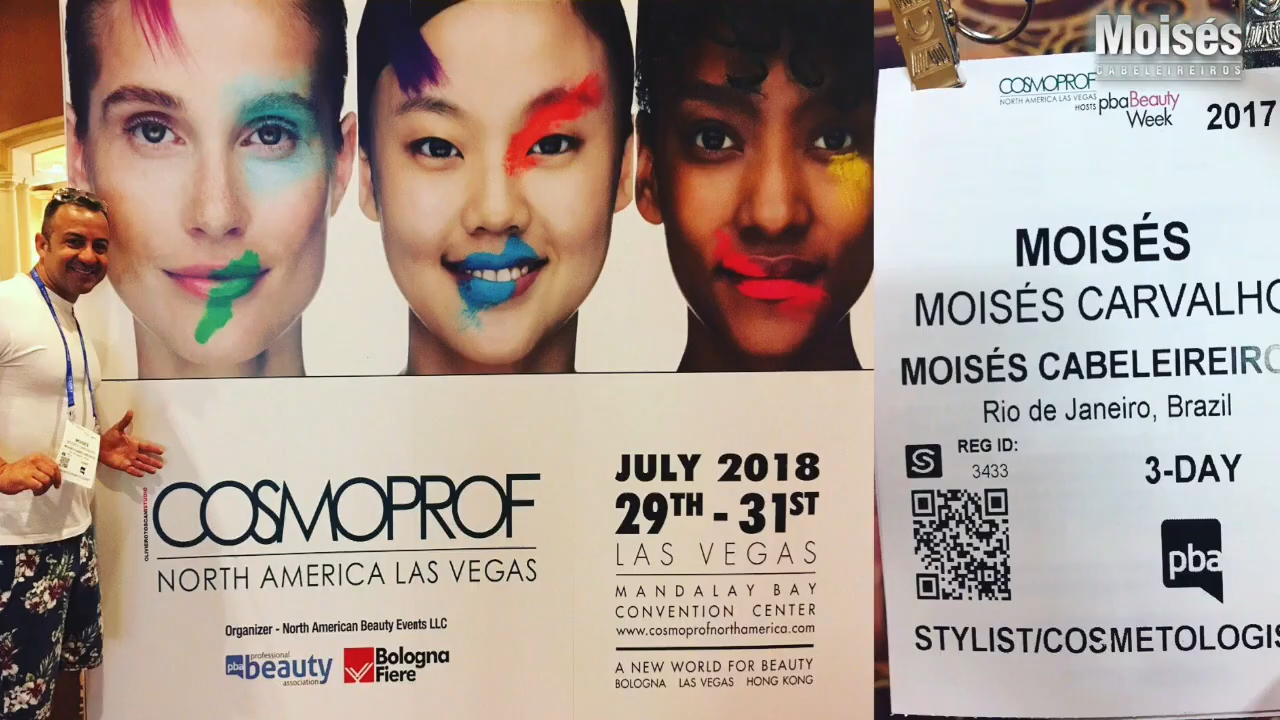 COSMOPROF
NORTH AMERICA LAS VEGAS
Organizer - North American Beauty Events LLC
pba professional beauty association
Bologna Fiere
OLIVIEROTOSCANISTUDIO
JULY 2018
29TH - 31ST
LAS VEGAS
MANDALAY BAY
CONVENTION CENTER
www.cosmoprofnorthamerica.com
A NEW WORLD FOR BEAUTY
BOLOGNA LAS VEGAS HONG KONG
MOISÉS
Moisés
CABELEIREIROS
COSMOPROF
NORTH AMERICA LAS VEGAS
HOSTS
pbaBeauty
Week
2017
MOISÉS
MOISÉS CARVALHO
MOISÉS CABELEIREIRO
Rio de Janeiro, Brazil
REG ID:
3433
3-DAY
pba
STYLIST/COSMETOLOGIS